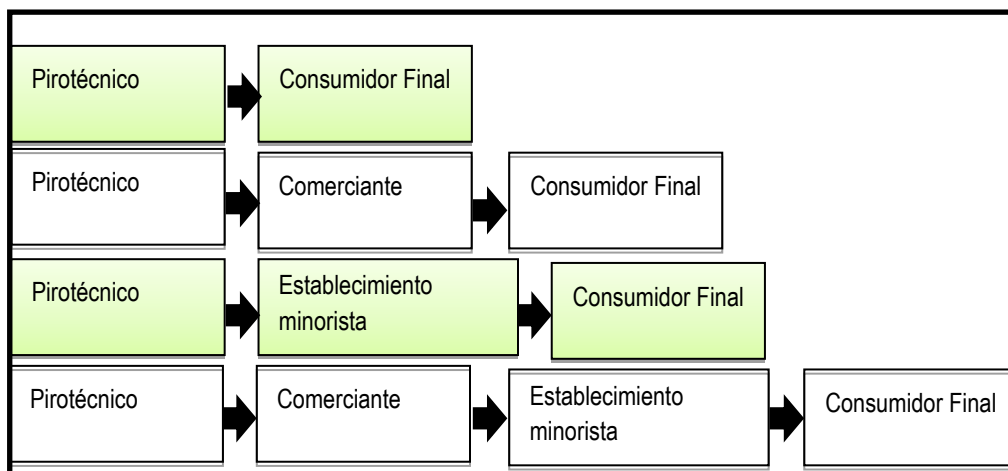 Pirotécnico
Consumidor Final
Pirotécnico
Comerciante
Consumidor Final
Pirotécnico
Establecimiento
minorista
Consumidor Final
Pirotécnico
Comerciante
Establecimiento
minorista
Consumidor Final